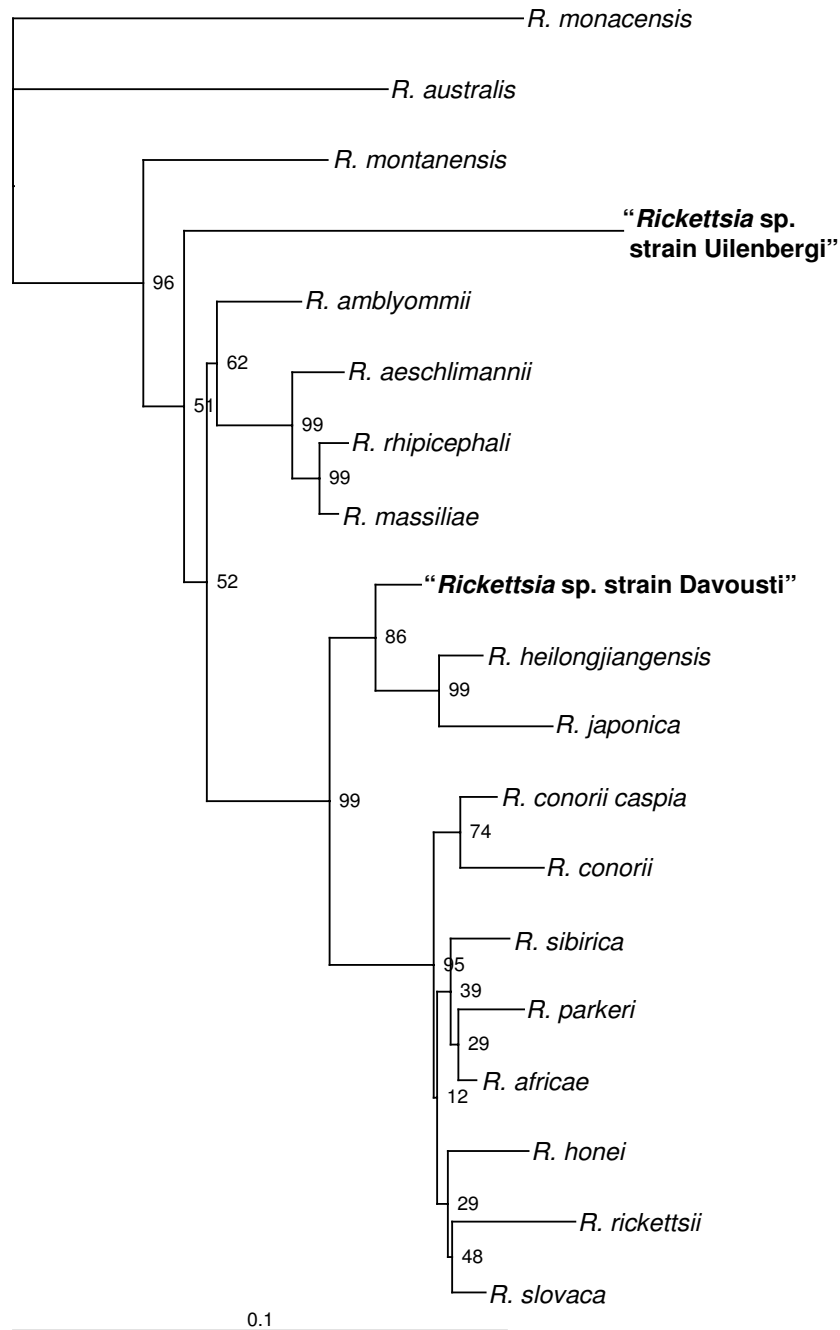 R. monacensis
R. australis
R. montanensis
“Rickettsia sp.
strain Uilenbergi”
96
R. amblyommii
62
R. aeschlimannii
51
99
R. rhipicephali
99
R. massiliae
52
“Rickettsia sp. strain Davousti”
86
R. heilongjiangensis
99
R. japonica
99
R. conorii caspia
74
R. conorii
R. sibirica
95
39
R. parkeri
29
R. africae
12
R. honei
29
R. rickettsii
48
R. slovaca
0.1